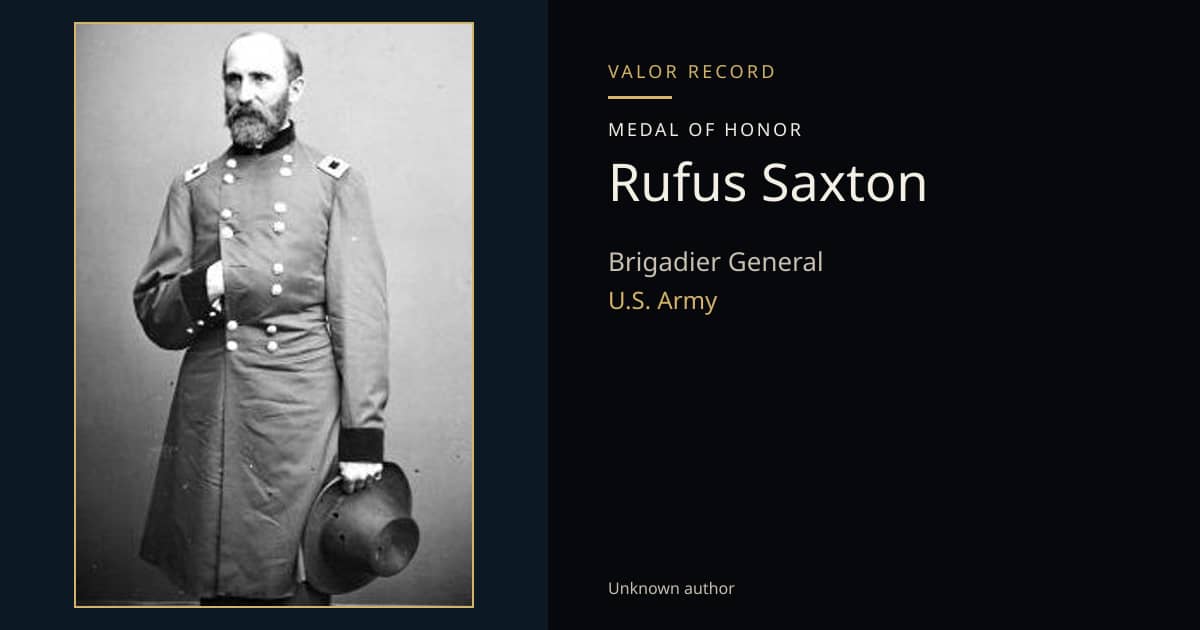 VALOR RECORD
MEDAL OF HONOR
Rufus Saxton
Brigadier General
U.S. Army
Unknown author